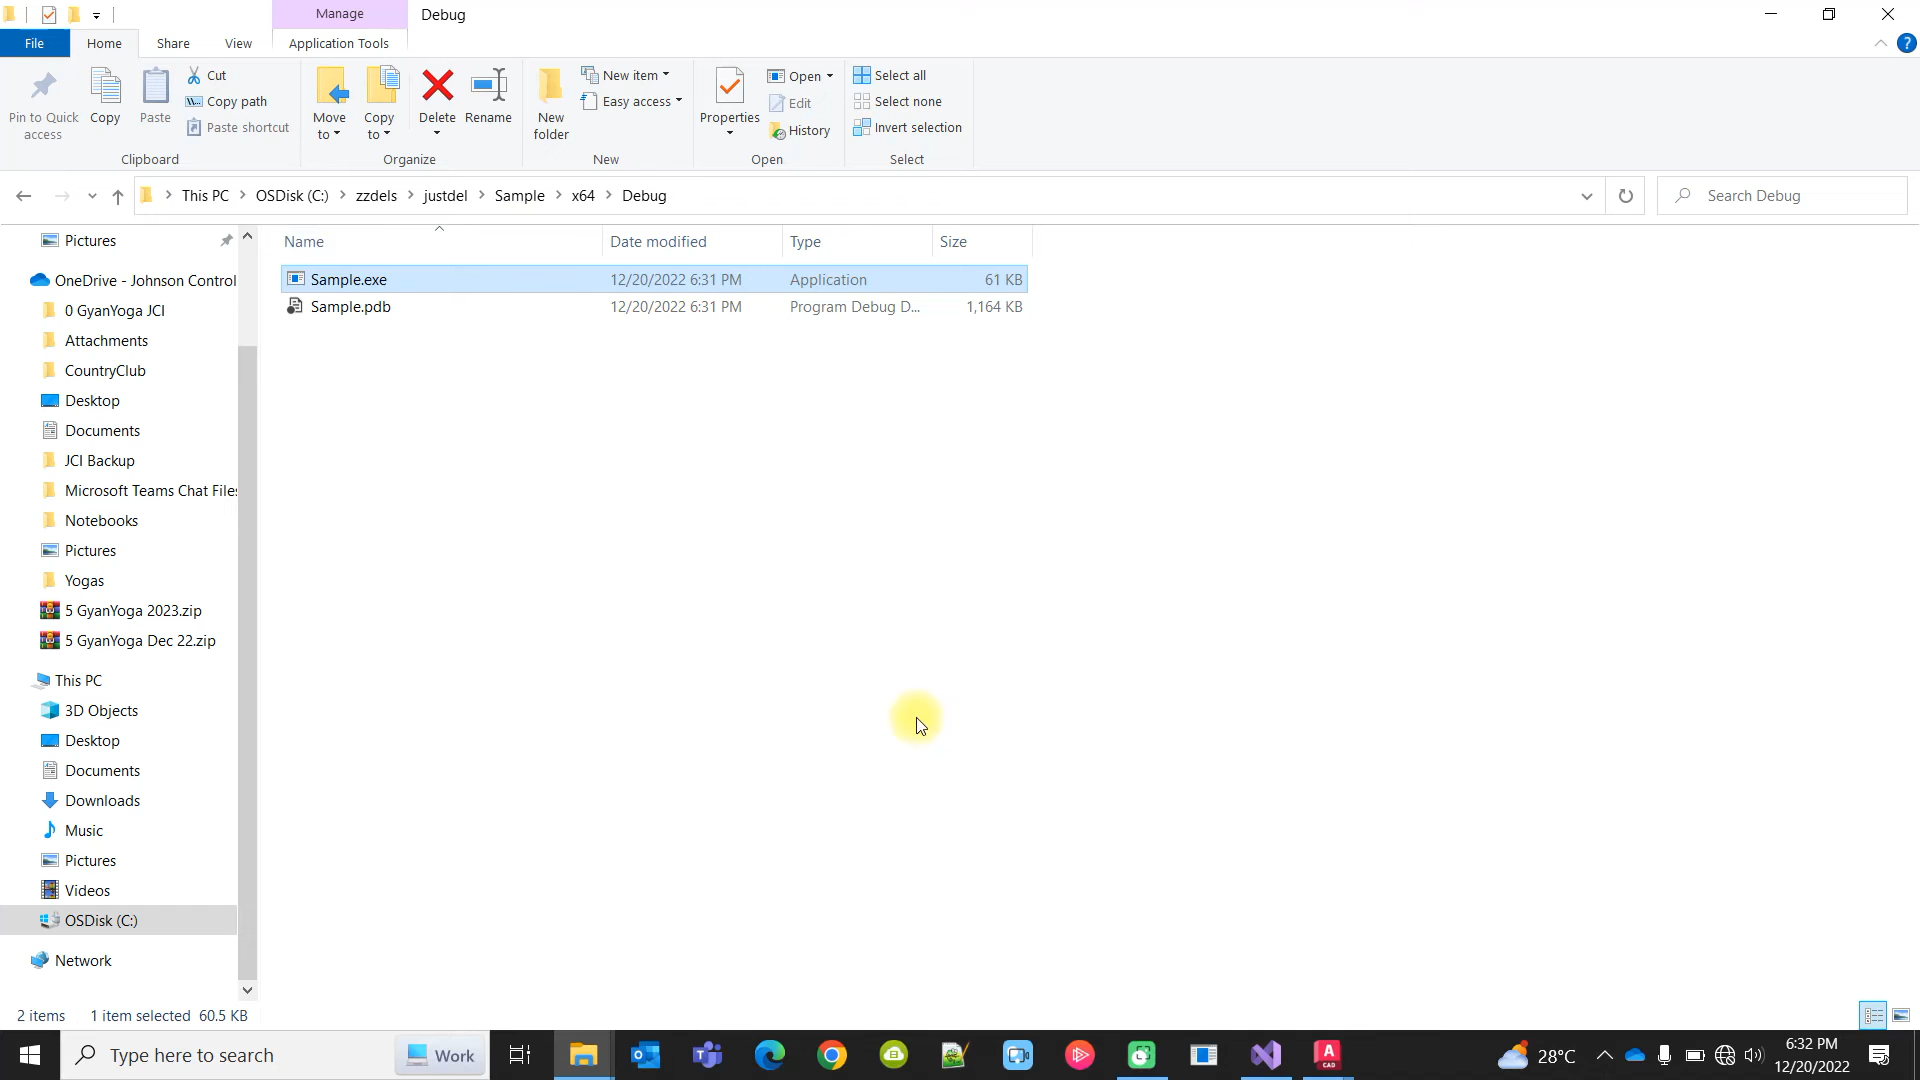 Manage
Debug
File
Home
Share
View
Application Tools
Pin to Quick access
Copy
Paste
Cut
Copy path
Paste shortcut
Clipboard
Move to
Copy to
Delete
Rename
Organize
New folder
New item
Easy access
New
Properties
Open
Edit
History
Open
Select all
Select none
Invert selection
Select
This PC
OSDisk (C:)
zzdels
justdel
Sample
x64
Debug
Search Debug
Pictures
OneDrive - Johnson Control
0 GyanYoga JCI
Attachments
CountryClub
Desktop
Documents
JCI Backup
Microsoft Teams Chat Files
Notebooks
Pictures
Yogas
5 GyanYoga 2023.zip
5 GyanYoga Dec 22.zip
This PC
3D Objects
Desktop
Documents
Downloads
Music
Pictures
Videos
OSDisk (C:)
Network
Name Date modified Type Size
Sample.exe 12/20/2022 6:31 PM Application 61 KB
Sample.pdb 12/20/2022 6:31 PM Program Debug D... 1,164 KB
2 items 1 item selected 60.5 KB
Type here to search
Work
A
CAD
28°C
6:32 PM
12/20/2022